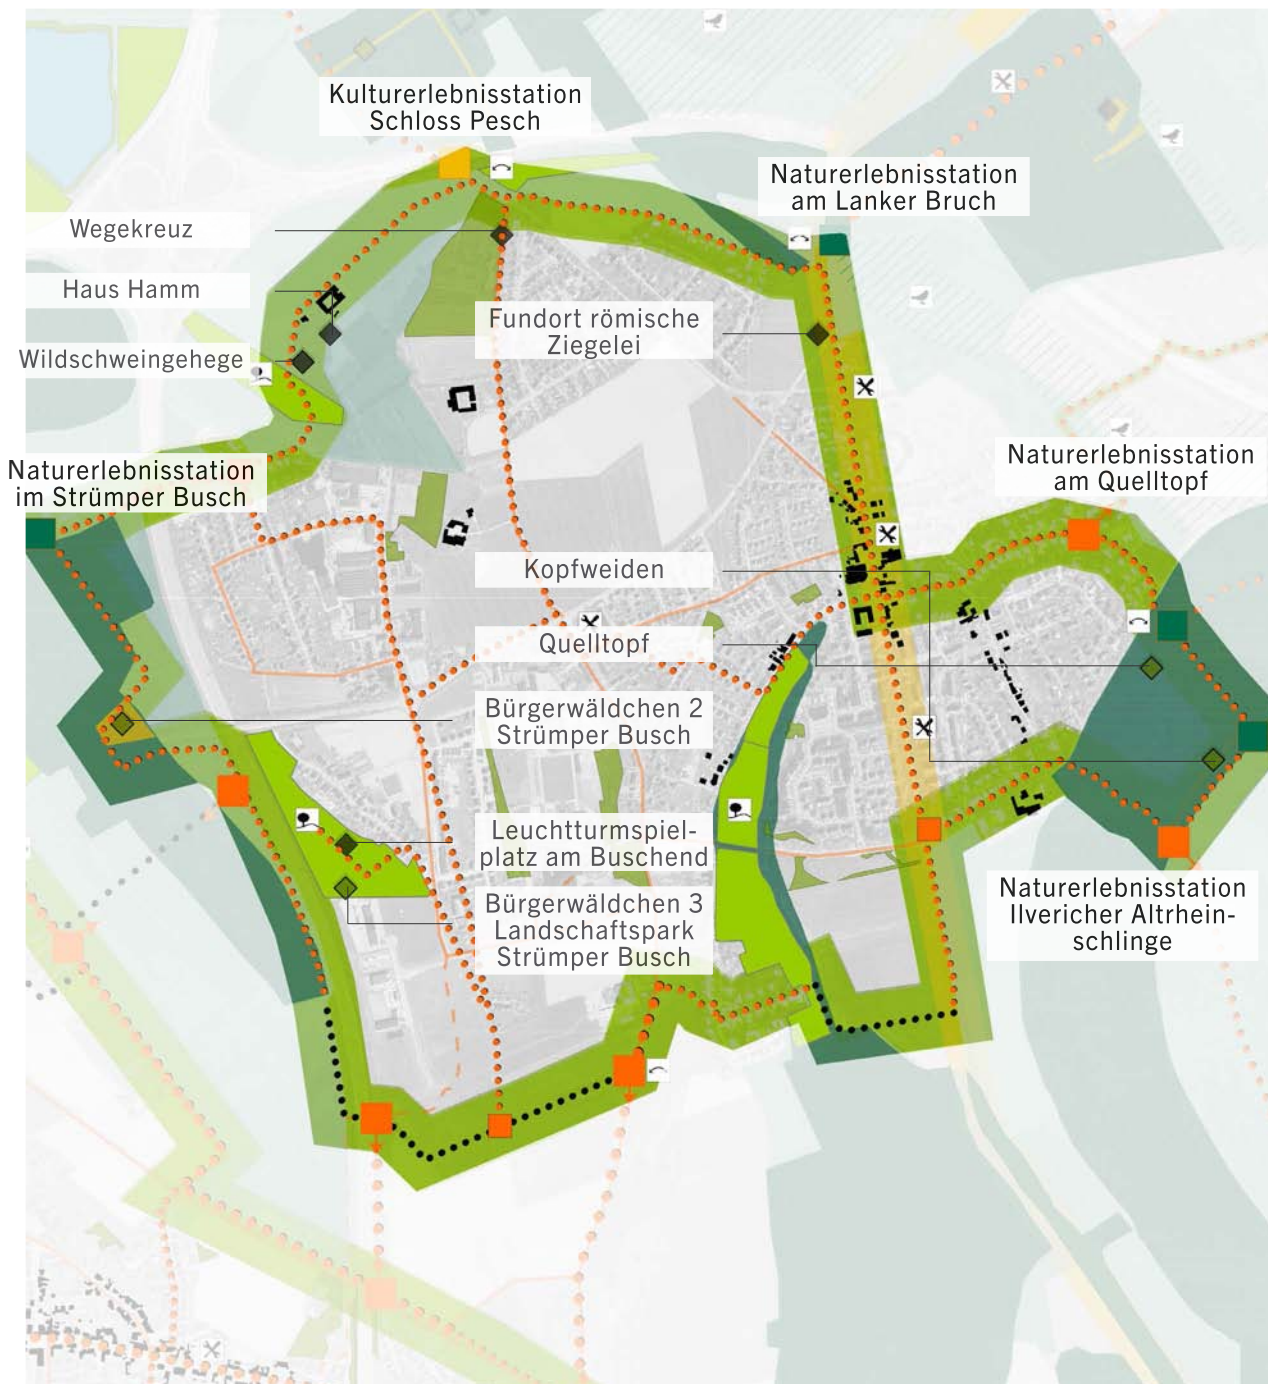 Kulturerlebnisstation
Schloss Pesch
Naturerlebnisstation
am Lanker Bruch
Wegekreuz
Haus Hamm
Fundort römische
Ziegelei
Wildschweingehege
Naturerlebnisstation
im Strümper Busch
Naturerlebnisstation
am Quelltopf
Kopfweiden
Quelltopf
Bürgerwäldchen 2
Strümper Busch
Leuchtturmspiel-
platz am Buschend
Bürgerwäldchen 3
Landschaftspark
Strümper Busch
Naturerlebnisstation
Ilvericher Altrhein-
schlinge